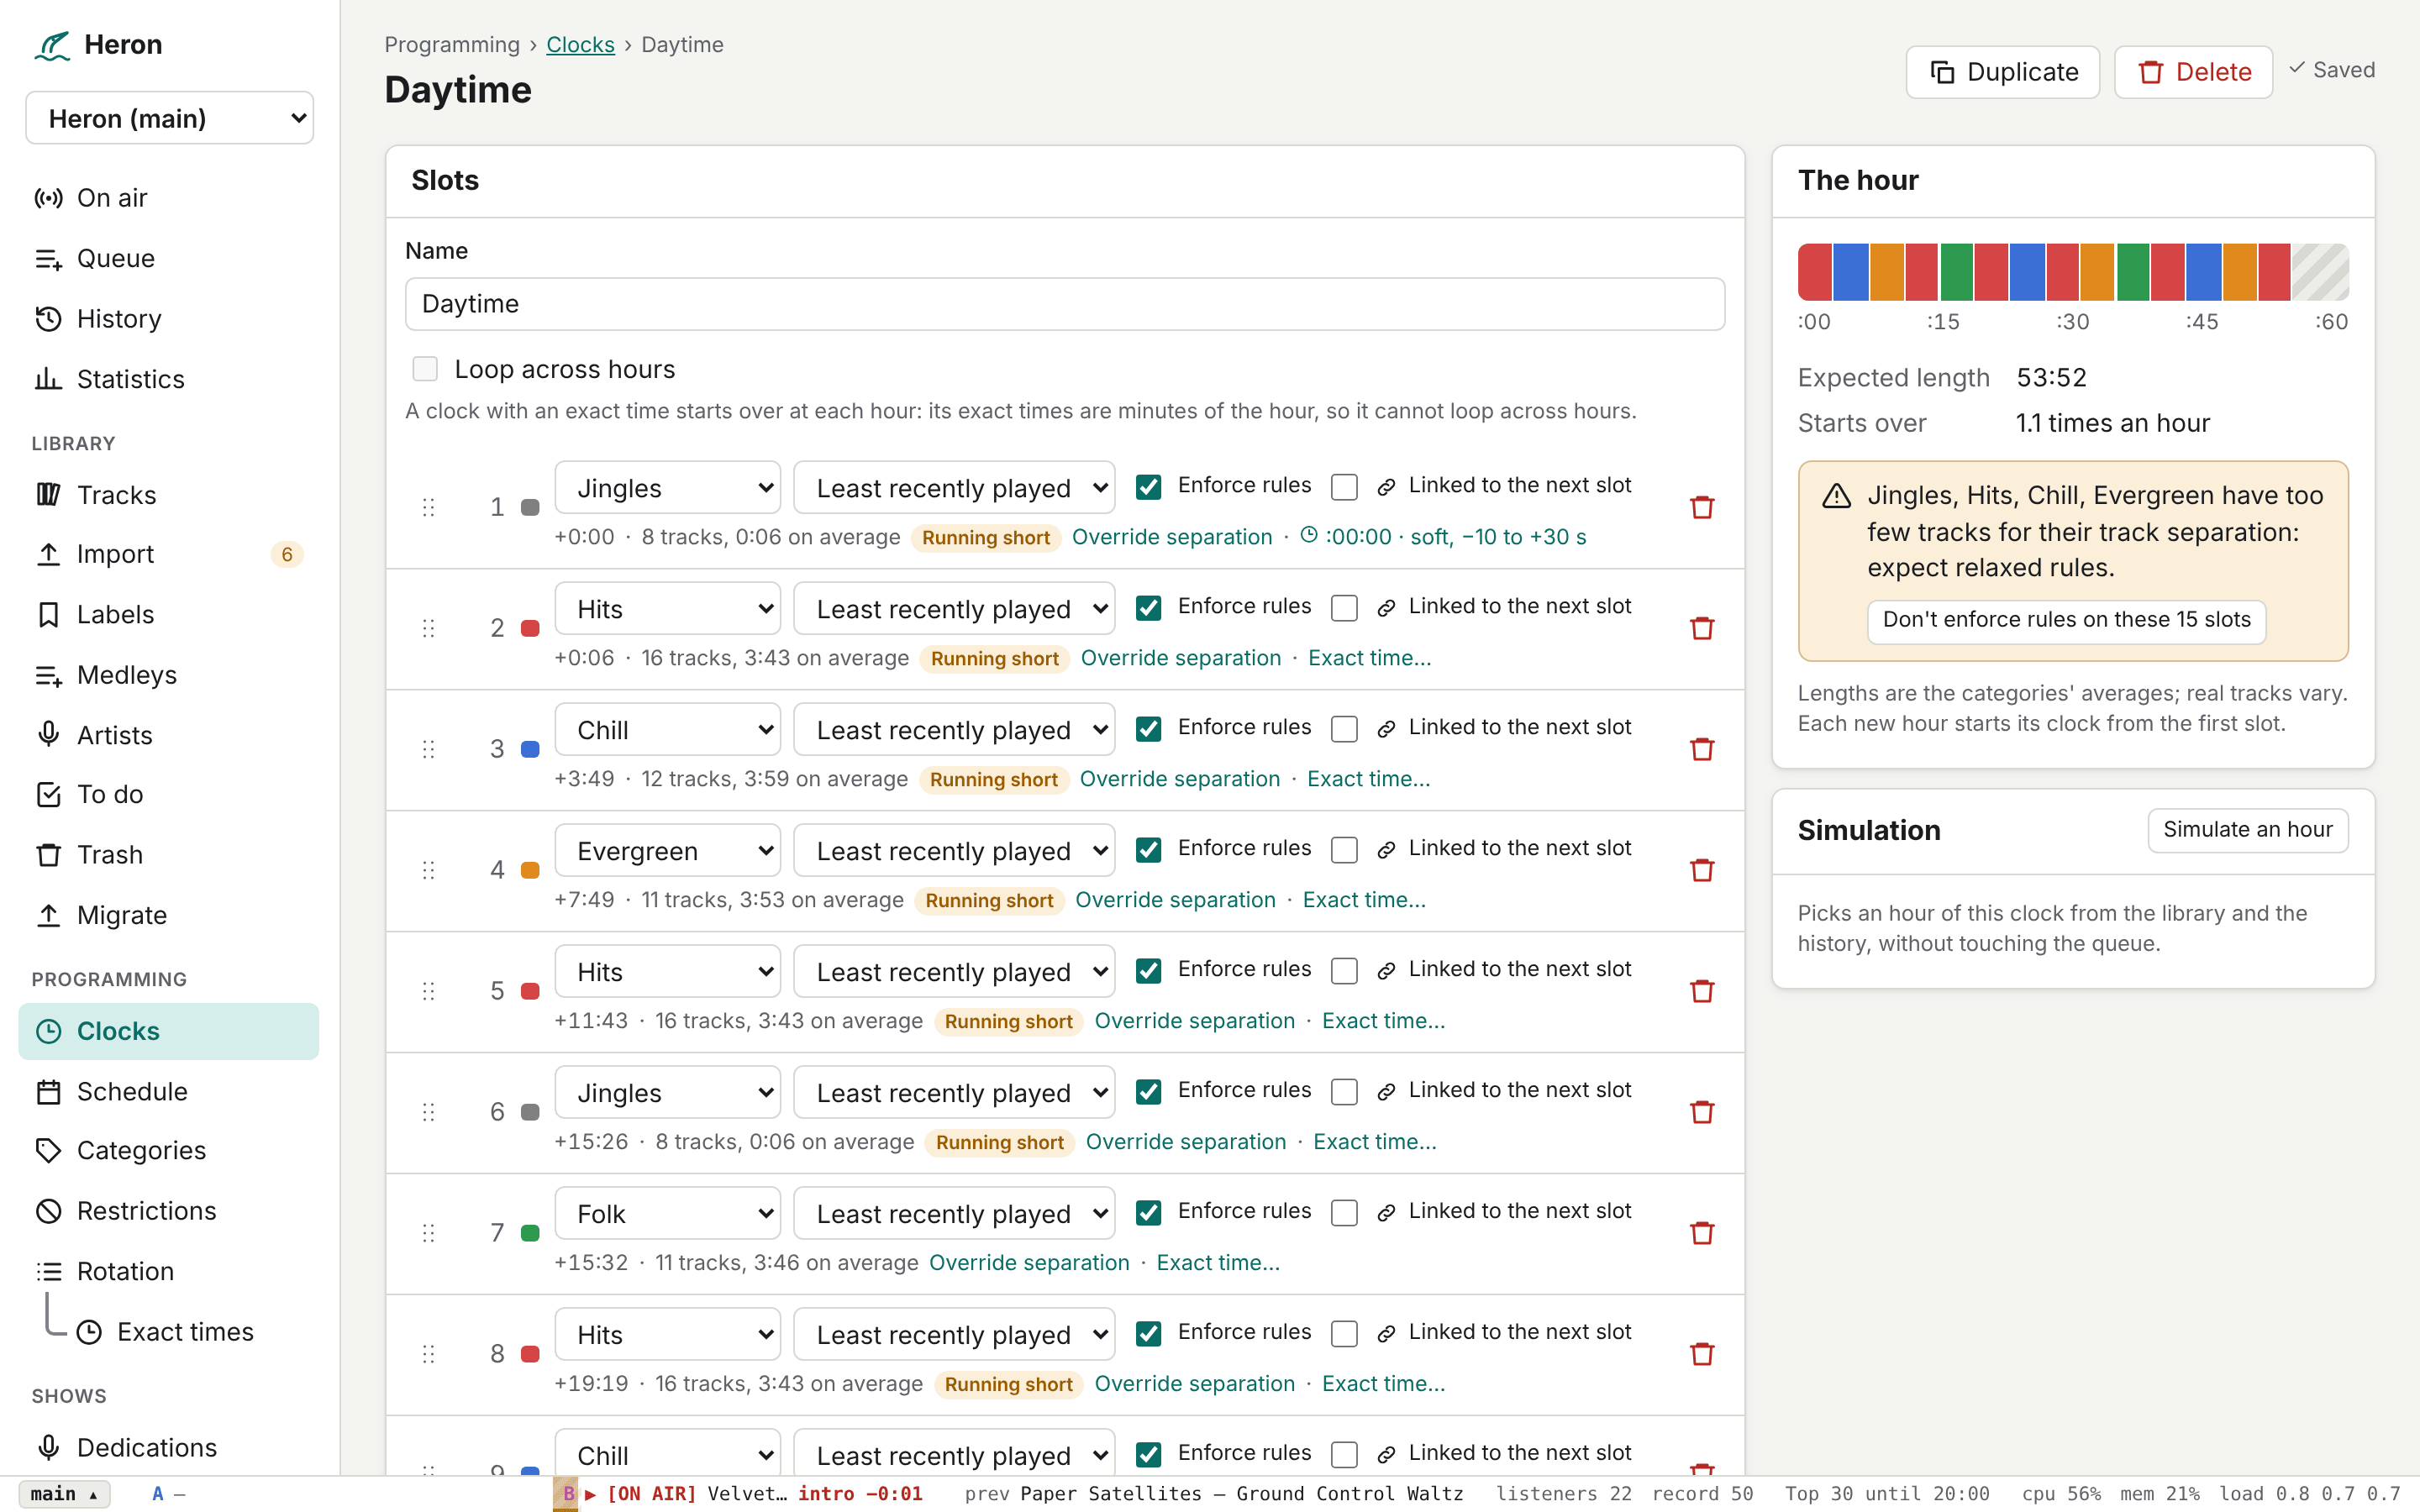 Heron
Heron (main)
On air
Queue
History
Statistics
LIBRARY
Tracks
Import 6
Labels
Medleys
Artists
To do
Trash
Migrate
PROGRAMMING
Clocks
Schedule
Categories
Restrictions
Rotation
Exact times
SHOWS
Dedications
Programming › Clocks › Daytime
Daytime
Duplicate
Delete
Saved
Slots
Name
Daytime
Loop across hours
A clock with an exact time starts over at each hour: its exact times are minutes of the hour, so it cannot loop across hours.
1 Jingles Least recently played Enforce rules Linked to the next slot
+0:00 · 8 tracks, 0:06 on average Running short Override separation · :00:00 · soft, −10 to +30 s
2 Hits Least recently played Enforce rules Linked to the next slot
+0:06 · 16 tracks, 3:43 on average Running short Override separation · Exact time...
3 Chill Least recently played Enforce rules Linked to the next slot
+3:49 · 12 tracks, 3:59 on average Running short Override separation · Exact time...
4 Evergreen Least recently played Enforce rules Linked to the next slot
+7:49 · 11 tracks, 3:53 on average Running short Override separation · Exact time...
5 Hits Least recently played Enforce rules Linked to the next slot
+11:43 · 16 tracks, 3:43 on average Running short Override separation · Exact time...
6 Jingles Least recently played Enforce rules Linked to the next slot
+15:26 · 8 tracks, 0:06 on average Running short Override separation · Exact time...
7 Folk Least recently played Enforce rules Linked to the next slot
+15:32 · 11 tracks, 3:46 on average Override separation · Exact time...
8 Hits Least recently played Enforce rules Linked to the next slot
+19:19 · 16 tracks, 3:43 on average Running short Override separation · Exact time...
9 Chill Least recently played Enforce rules Linked to the next slot
The hour
:00 :15 :30 :45 :60
Expected length 53:52
Starts over 1.1 times an hour
Jingles, Hits, Chill, Evergreen have too
few tracks for their track separation:
expect relaxed rules.
Don't enforce rules on these 15 slots
Lengths are the categories' averages; real tracks vary.
Each new hour starts its clock from the first slot.
Simulation
Simulate an hour
Picks an hour of this clock from the library and the
history, without touching the queue.
main ▴ A — B ▶ [ON AIR] Velvet… intro −0:01 prev Paper Satellites — Ground Control Waltz listeners 22 record 50 Top 30 until 20:00 cpu 56% mem 21% load 0.8 0.7 0.7